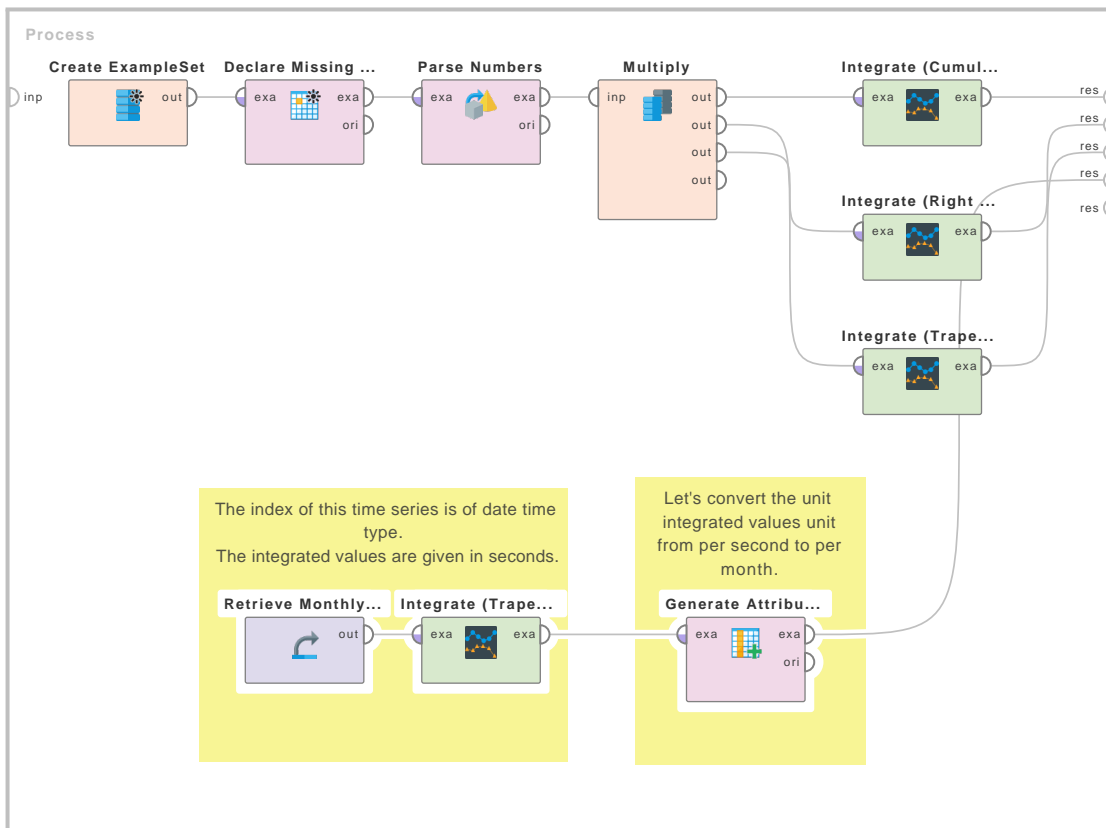 Process
Create ExampleSet
Declare Missing ...
Parse Numbers
Multiply
Integrate (Cumul...
inp
out
exa
exa
ori
exa
exa
ori
inp
out
out
out
out
exa
exa
res
res
res
res
res
Integrate (Right ...
exa
exa
Integrate (Trape...
exa
exa
The index of this time series is of date time
type.
The integrated values are given in seconds.
Let's convert the unit
integrated values unit
from per second to per
month.
Retrieve Monthly...
Integrate (Trape...
Generate Attribu...
out
exa
exa
exa
exa
ori